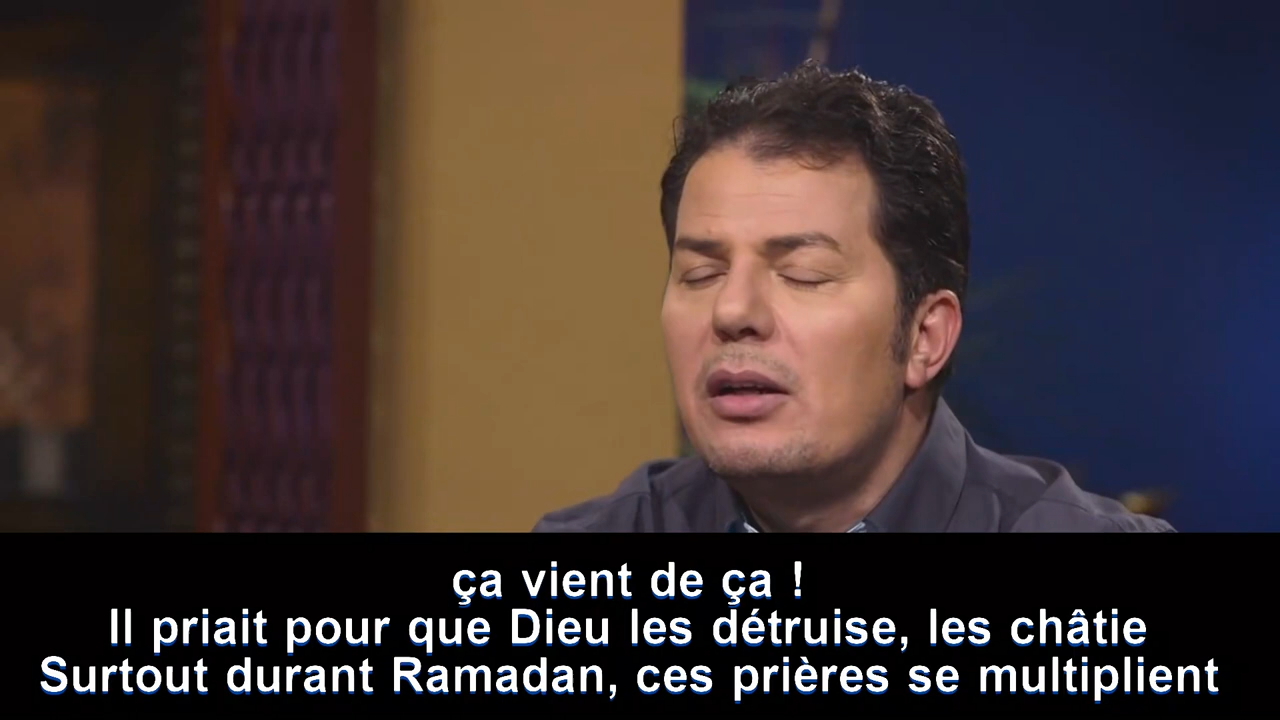 ça vient de ça !
Il priait pour que Dieu les détruise, les châtie
Surtout durant Ramadan, ces prières se multiplient